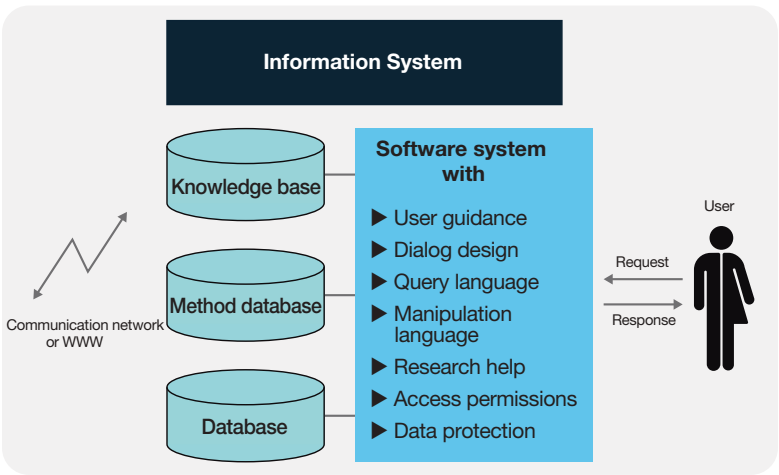 Information System
Knowledge base
Method database
Database
Software system
with
▶ User guidance
▶ Dialog design
▶ Query language
▶ Manipulation
language
▶ Research help
▶ Access permissions
▶ Data protection
Communication network
or WWW
User
Request
Response